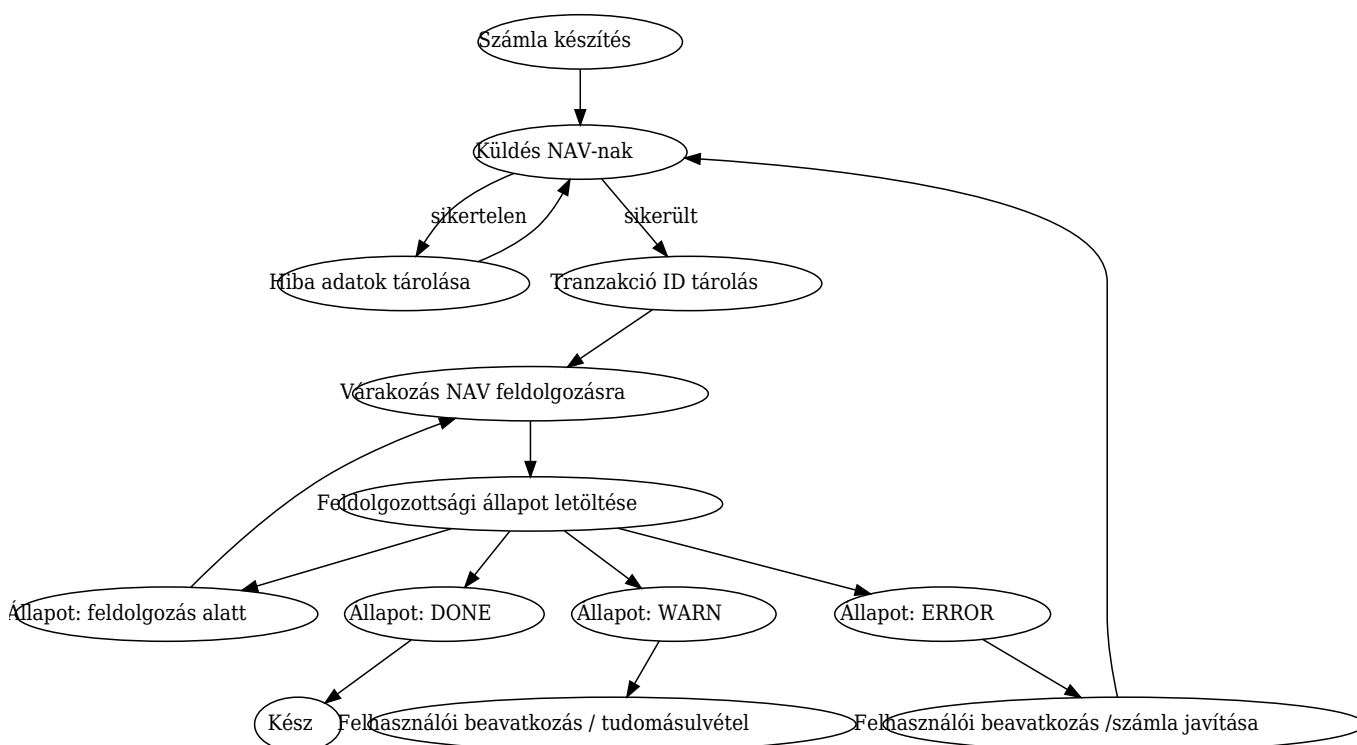 Számla készítés
Küldés NAV-nak
sikertelen
sikerült
Hiba adatok tárolása
Tranzakció ID tárolás
Várakozás NAV feldolgozásra
Feldolgozottsági állapot letöltése
Állapot: feldolgozás alatt
Állapot: DONE
Állapot: WARN
Állapot: ERROR
Kész
Felhasználói beavatkozás / tudomásulvétel
Felhasználói beavatkozás /számla javítása